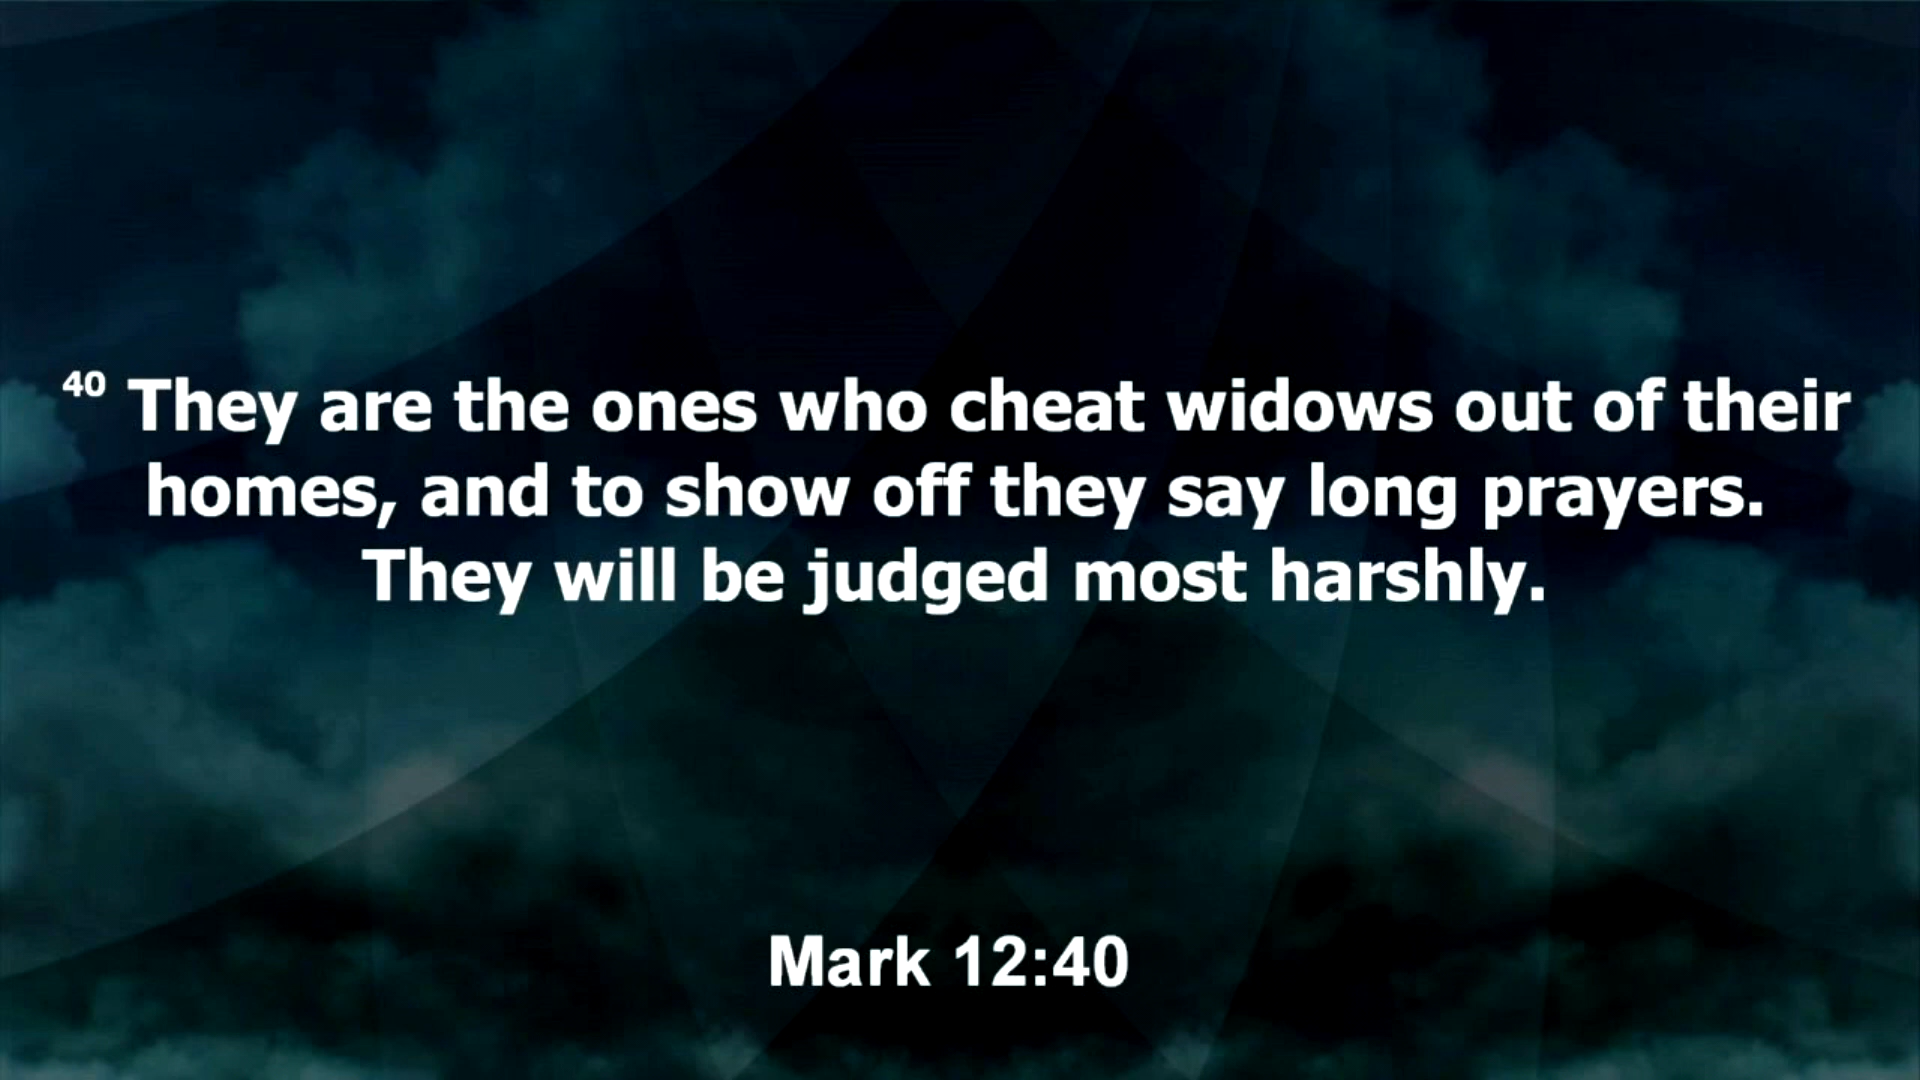 40 They are the ones who cheat widows out of their
homes, and to show off they say long prayers.
They will be judged most harshly.
Mark 12:40